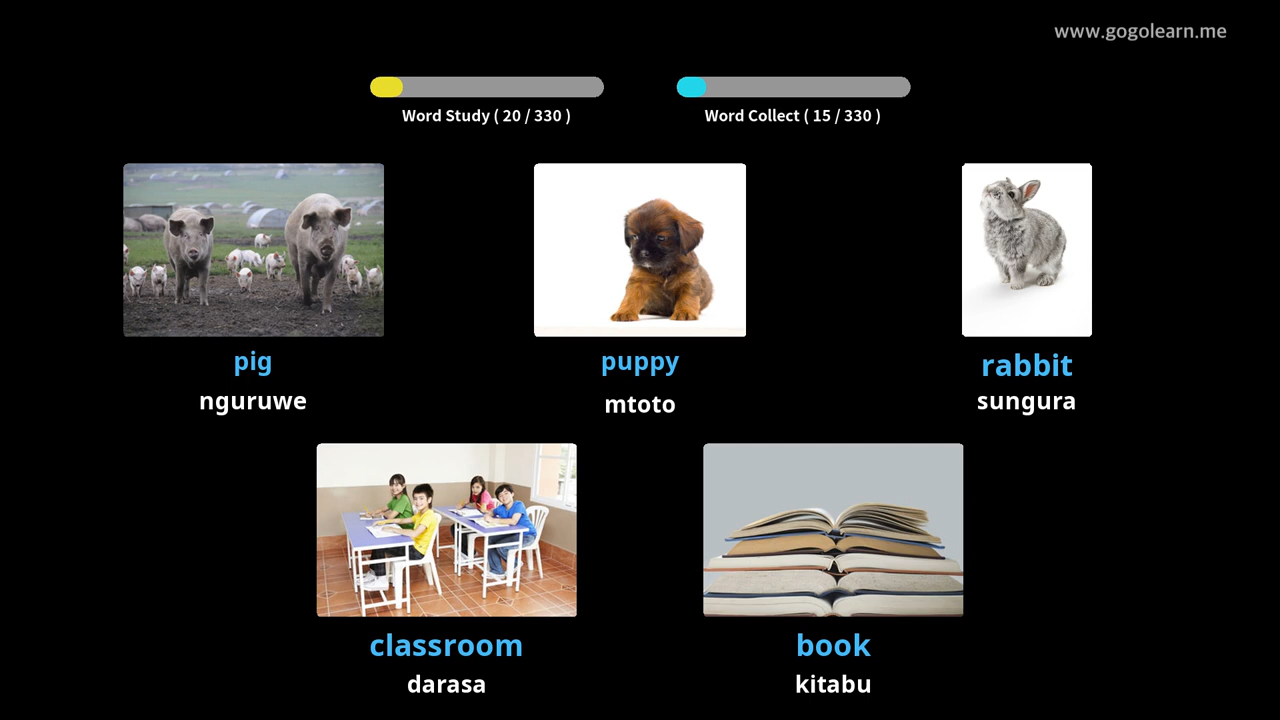 www.gogolearn.me
Word Study ( 20 / 330 )
Word Collect ( 15 / 330 )
pig
nguruwe
puppy
mtoto
rabbit
sungura
classroom
darasa
book
kitabu